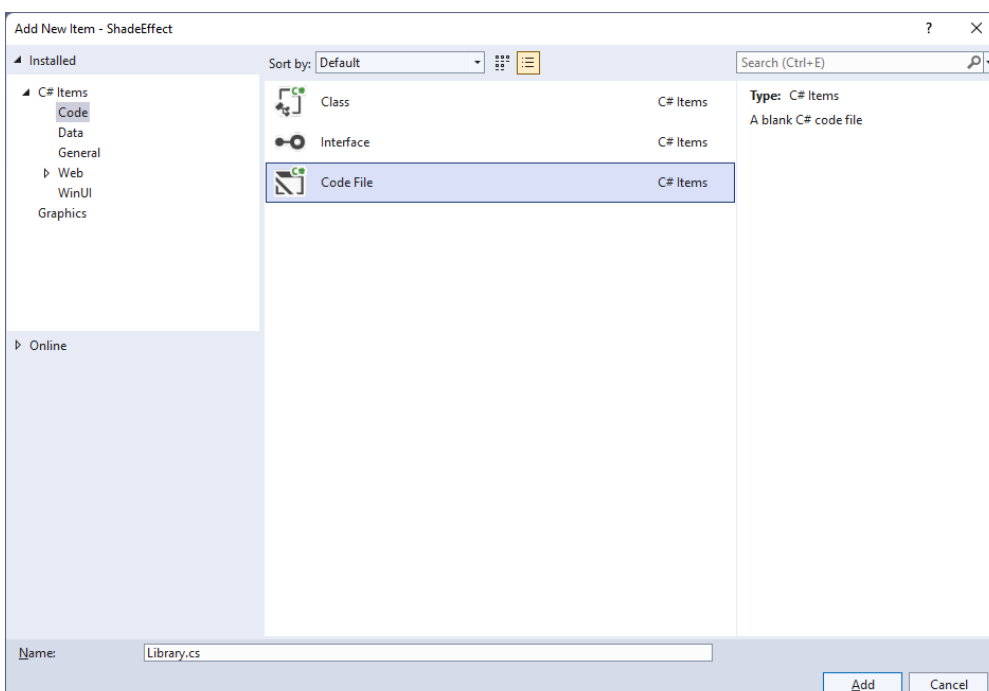 Add New Item - ShadeEffect
?
Installed
Sort by: Default
Search (Ctrl+E)
C# Items
Code
Data
General
Web
WinUI
Graphics
Online
Class C# Items
Interface C# Items
Code File C# Items
Type: C# Items
A blank C# code file
Name: Library.cs
Add Cancel